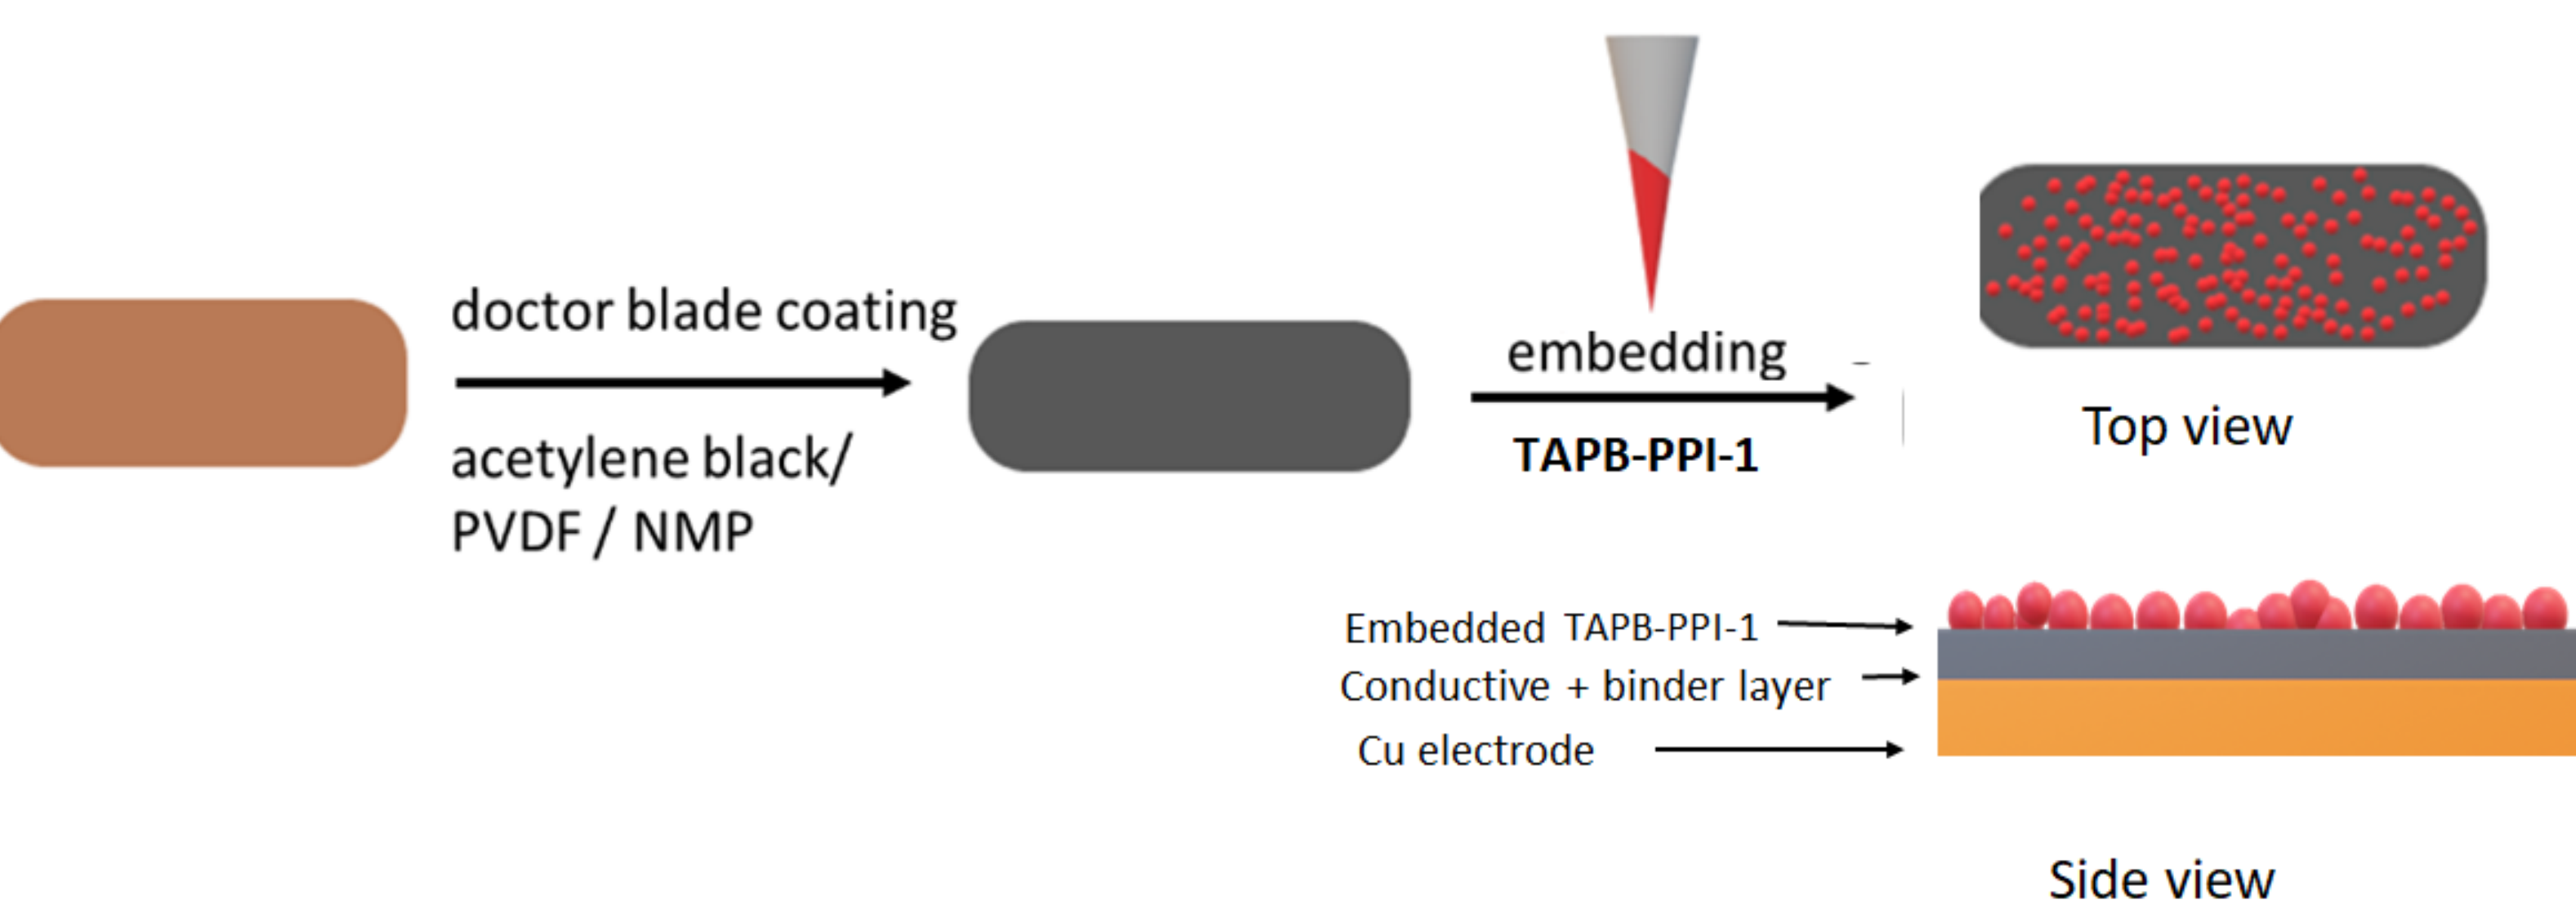 doctor blade coating
acetylene black/
PVDF / NMP
embedding
TAPB-PPI-1
Top view
Embedded TAPB-PPI-1
Conductive + binder layer
Cu electrode
Side view